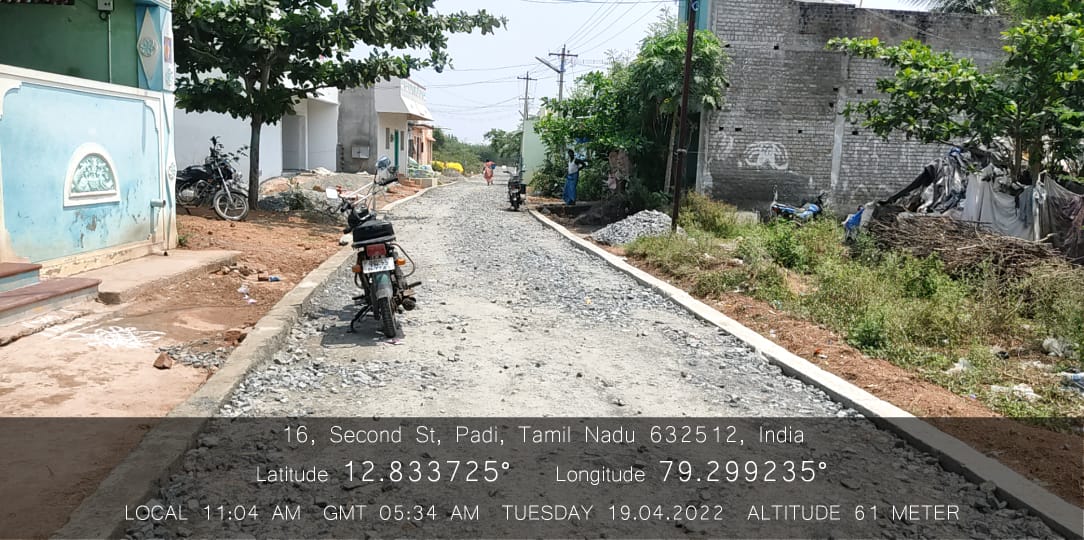 16, Second St, Padi, Tamil Nadu 632512, India
Latitude 12.833725° Longitude 79.299235°
LOCAL 11:04 AM GMT 05:34 AM TUESDAY 19.04.2022 ALTITUDE 61 METER